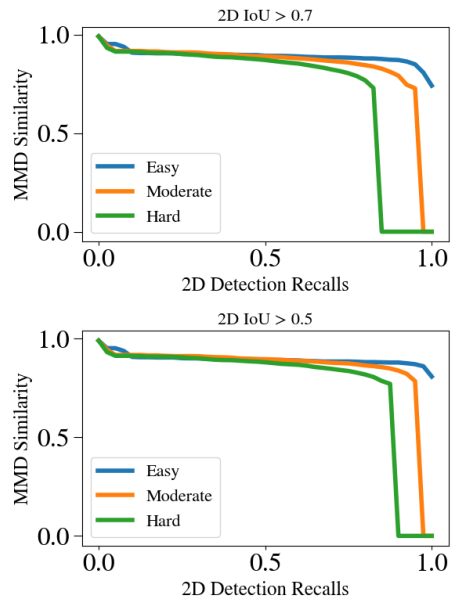 2D IoU > 0.7
1.0
0.5
0.0
MMD Similarity
Easy
Moderate
Hard
0.0 0.5 1.0
2D Detection Recalls
2D IoU > 0.5
1.0
0.5
0.0
MMD Similarity
Easy
Moderate
Hard
0.0 0.5 1.0
2D Detection Recalls